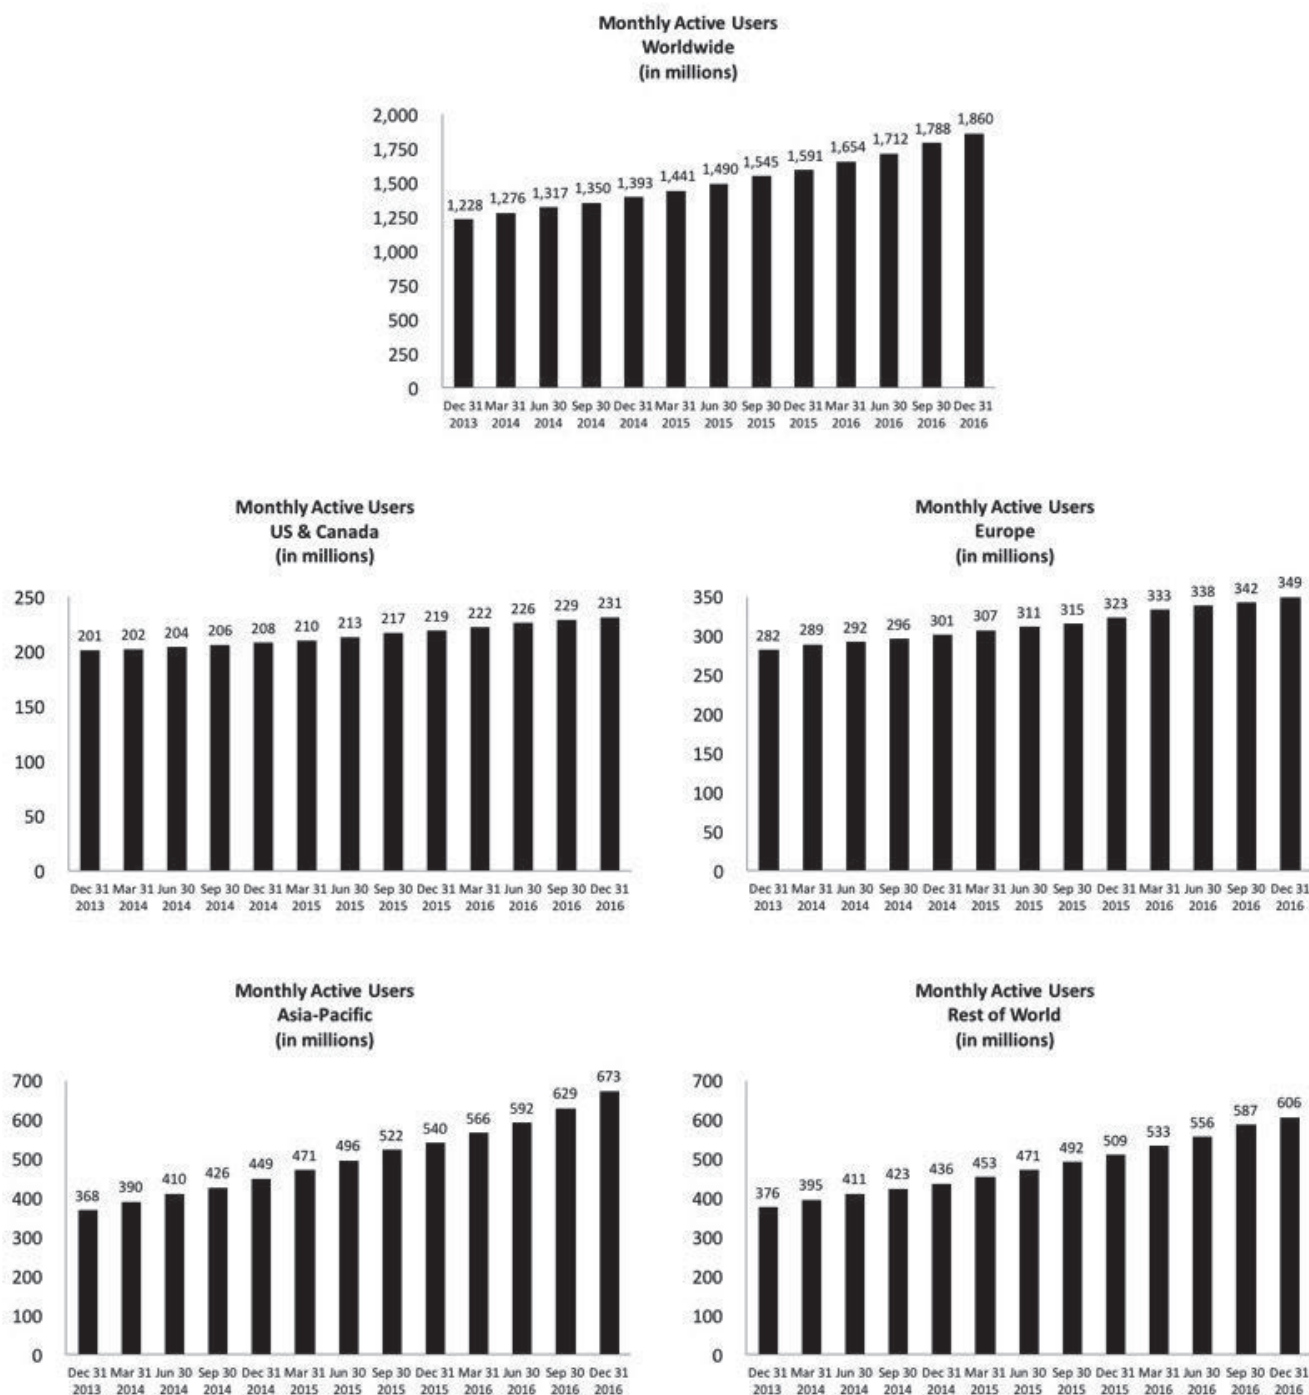 Monthly Active Users
Worldwide
(in millions)
2,000
1,750
1,500
1,250
1,000
750
500
250
0
1,228 1,276 1,317 1,350 1,393 1,441 1,490 1,545 1,591 1,654 1,712 1,788 1,860
Dec 31 Mar 31 Jun 30 Sep 30 Dec 31 Mar 31 Jun 30 Sep 30 Dec 31 Mar 31 Jun 30 Sep 30 Dec 31
2013 2014 2014 2014 2014 2015 2015 2015 2015 2016 2016 2016 2016
Monthly Active Users
US & Canada
(in millions)
250
200
150
100
50
0
201 202 204 206 208 210 213 217 219 222 226 229 231
Dec 31 Mar 31 Jun 30 Sep 30 Dec 31 Mar 31 Jun 30 Sep 30 Dec 31 Mar 31 Jun 30 Sep 30 Dec 31
2013 2014 2014 2014 2014 2015 2015 2015 2015 2016 2016 2016 2016
Monthly Active Users
Europe
(in millions)
350
300
250
200
150
100
50
0
282 289 292 296 301 307 311 315 323 333 338 342 349
Dec 31 Mar 31 Jun 30 Sep 30 Dec 31 Mar 31 Jun 30 Sep 30 Dec 31 Mar 31 Jun 30 Sep 30 Dec 31
2013 2014 2014 2014 2014 2015 2015 2015 2015 2016 2016 2016 2016
Monthly Active Users
Asia-Pacific
(in millions)
700
600
500
400
300
200
100
0
368 390 410 426 449 471 496 522 540 566 592 629 673
Dec 31 Mar 31 Jun 30 Sep 30 Dec 31 Mar 31 Jun 30 Sep 30 Dec 31 Mar 31 Jun 30 Sep 30 Dec 31
2013 2014 2014 2014 2014 2015 2015 2015 2015 2016 2016 2016 2016
Monthly Active Users
Rest of World
(in millions)
700
600
500
400
300
200
100
0
376 395 411 423 436 453 471 492 509 533 556 587 606
Dec 31 Mar 31 Jun 30 Sep 30 Dec 31 Mar 31 Jun 30 Sep 30 Dec 31 Mar 31 Jun 30 Sep 30 Dec 31
2013 2014 2014 2014 2014 2015 2015 2015 2015 2016 2016 2016 2016